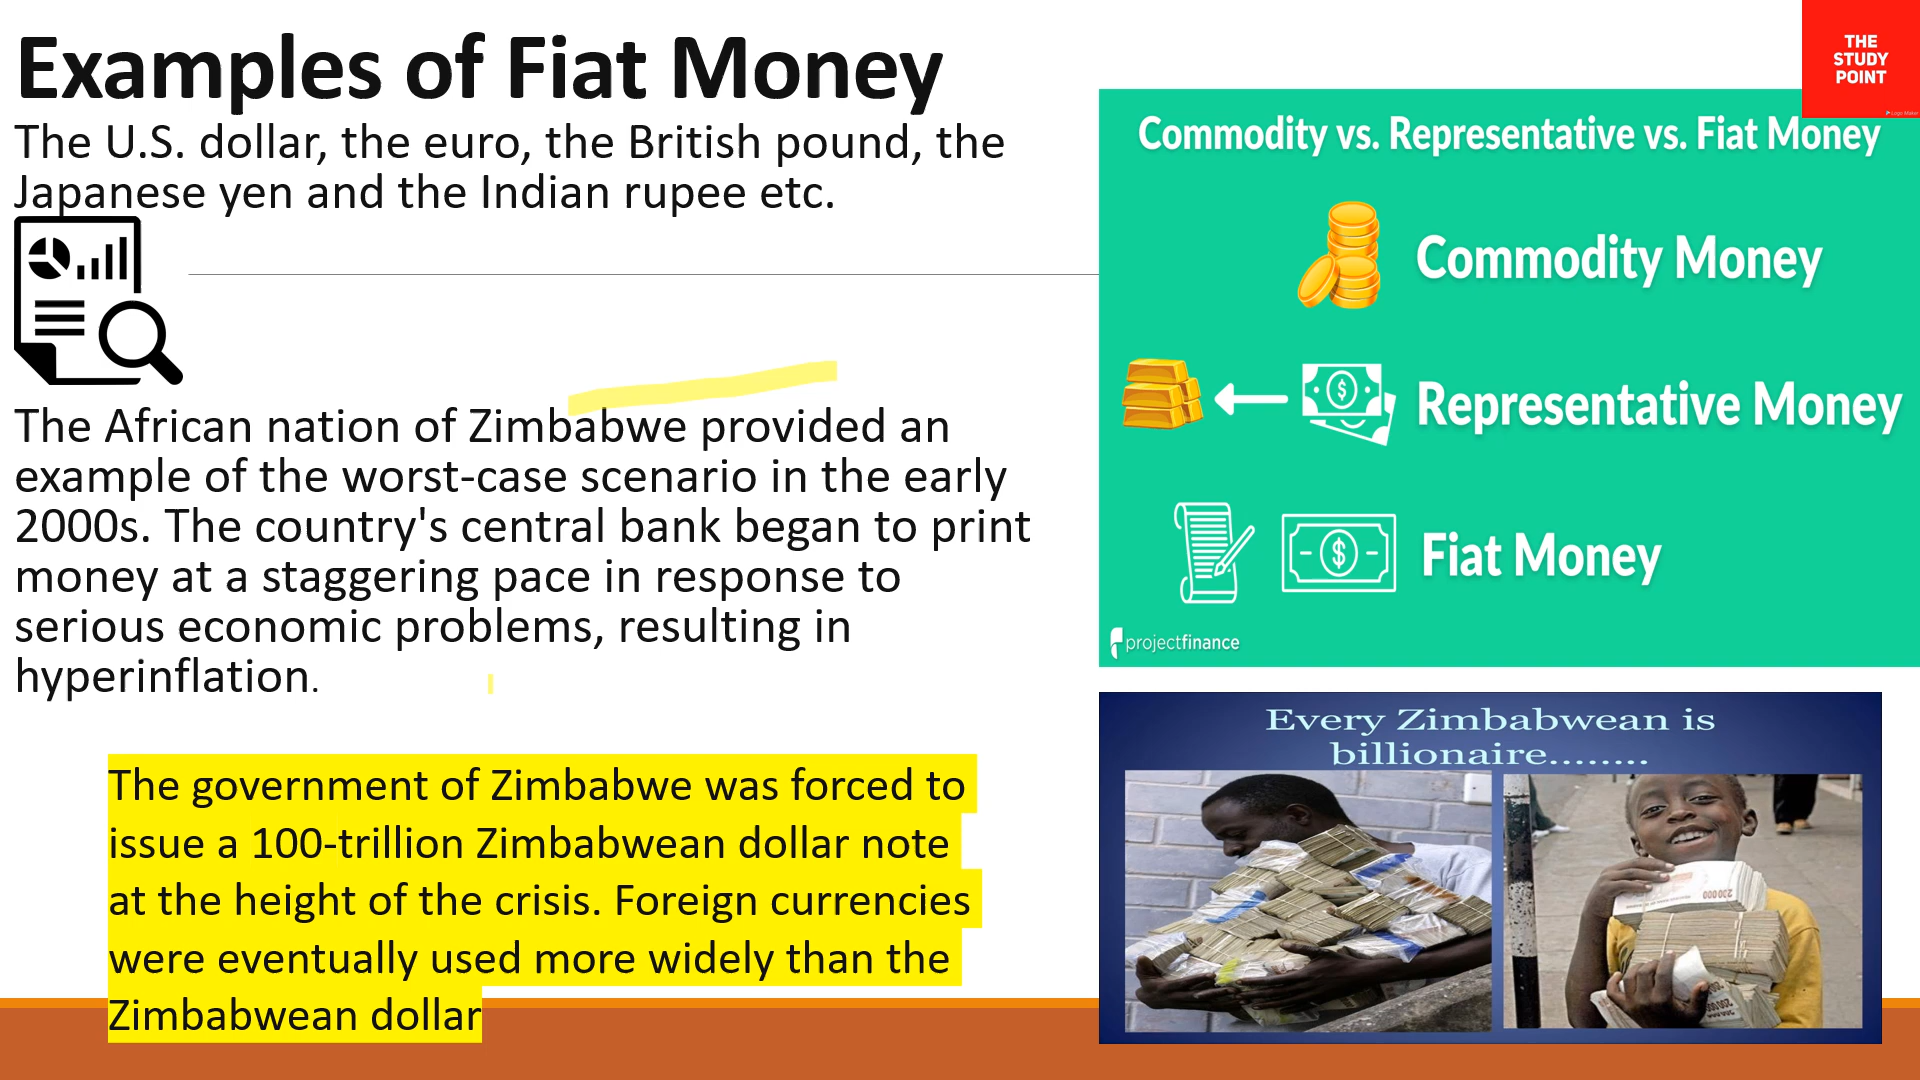 Examples of Fiat Money
The U.S. dollar, the euro, the British pound, the
Japanese yen and the Indian rupee etc.
The African nation of Zimbabwe provided an
example of the worst-case scenario in the early
2000s. The country's central bank began to print
money at a staggering pace in response to
serious economic problems, resulting in
hyperinflation.
The government of Zimbabwe was forced to
issue a 100-trillion Zimbabwean dollar note
at the height of the crisis. Foreign currencies
were eventually used more widely than the
Zimbabwean dollar
THE
STUDY
POINT
Logo Maker
Commodity vs. Representative vs. Fiat Money
Commodity Money
Representative Money
Fiat Money
projectfinance
Every Zimbabwean is
billionaire........